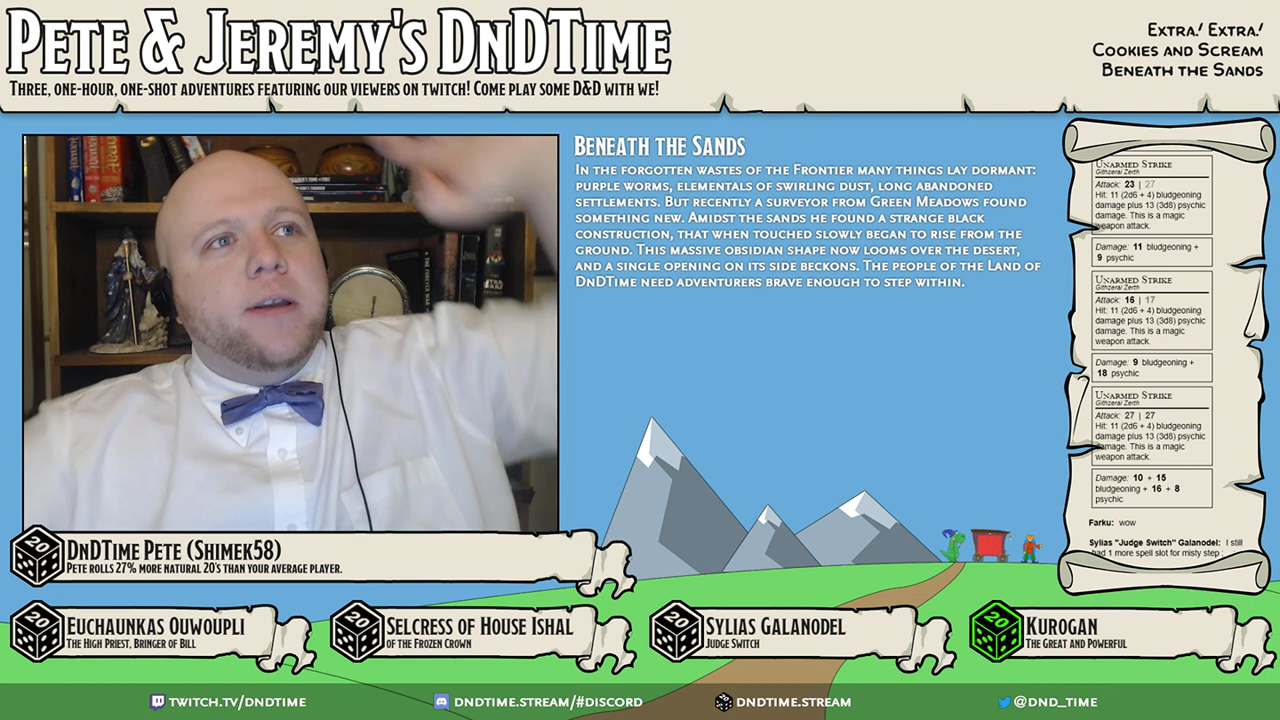 Pete & Jeremy's DnDTime
Three, one-hour, one-shot adventures featuring our viewers on twitch! Come play some D&D with we!
Extra! Extra!
Cookies and Scream
Beneath the Sands
Beneath the Sands
In the forgotten wastes of the Frontier many things lay dormant:
purple worms, elementals of swirling dust, long abandoned
settlements. But recently a surveyor from Green Meadows found
something new. Amidst the sands he found a strange black
construction, that when touched slowly began to rise from the
ground. This massive obsidian shape now looms over the desert,
and a single opening on its side beckons. The people of the Land of
DnDTime need adventurers brave enough to step within.
Unarmed Strike
Githzerai Zerth
Attack: 23 | 27
Hit: 11 (2d6 + 4) bludgeoning
damage plus 13 (3d8) psychic
damage. This is a magic
weapon attack.
Damage: 11 bludgeoning +
9 psychic
Unarmed Strike
Githzerai Zerth
Attack: 16 | 17
Hit: 11 (2d6 + 4) bludgeoning
damage plus 13 (3d8) psychic
damage. This is a magic
weapon attack.
Damage: 9 bludgeoning +
18 psychic
Unarmed Strike
Githzerai Zerth
Attack: 27 | 27
Hit: 11 (2d6 + 4) bludgeoning
damage plus 13 (3d8) psychic
damage. This is a magic
weapon attack.
Damage: 10 + 15
bludgeoning + 16 + 8
psychic
Farku: wow
Sylias "Judge Switch" Galanodel: I still
had 1 more spell slot for misty step
20
DnDTime Pete (Shimek58)
Pete rolls 27% more natural 20's than your average player.
20
Euchaunkas Ouwoupli
The High Priest, Bringer of Bill
20
Selcress of House Ishal
of the Frozen Crown
20
Sylias Galanodel
Judge Switch
20
Kurogan
The Great and Powerful
twitch.tv/dndtime
dndtime.stream/#discord
dndtime.stream
@dnd_time